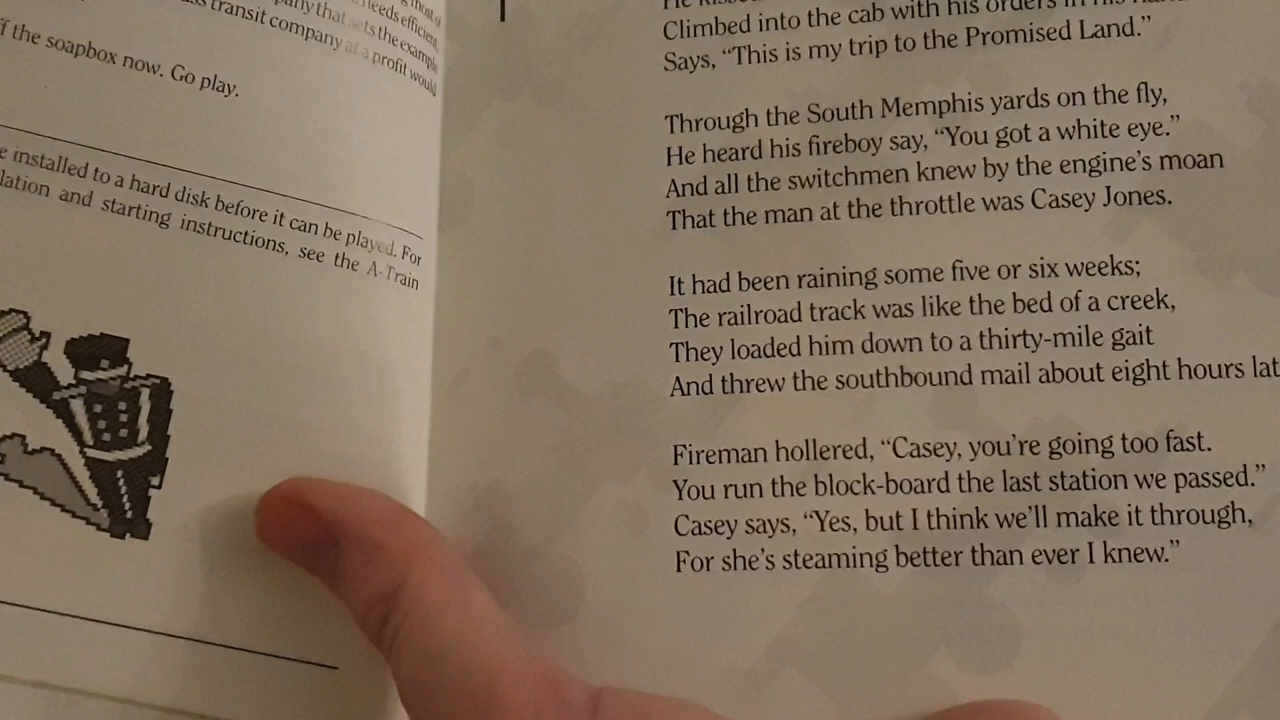 most of
needs efficient,
pany that sets the example
transit company at a profit would
f the soapbox now. Go play.
e installed to a hard disk before it can be played. For
lation and starting instructions, see the A-Train
Climbed into the cab with his orders in his
Says, “This is my trip to the Promised Land.”
Through the South Memphis yards on the fly,
He heard his fireboy say, “You got a white eye.”
And all the switchmen knew by the engine’s moan
That the man at the throttle was Casey Jones.
It had been raining some five or six weeks;
The railroad track was like the bed of a creek,
They loaded him down to a thirty-mile gait
And threw the southbound mail about eight hours lat
Fireman hollered, “Casey, you’re going too fast.
You run the block-board the last station we passed.”
Casey says, “Yes, but I think we’ll make it through,
For she’s steaming better than ever I knew.”